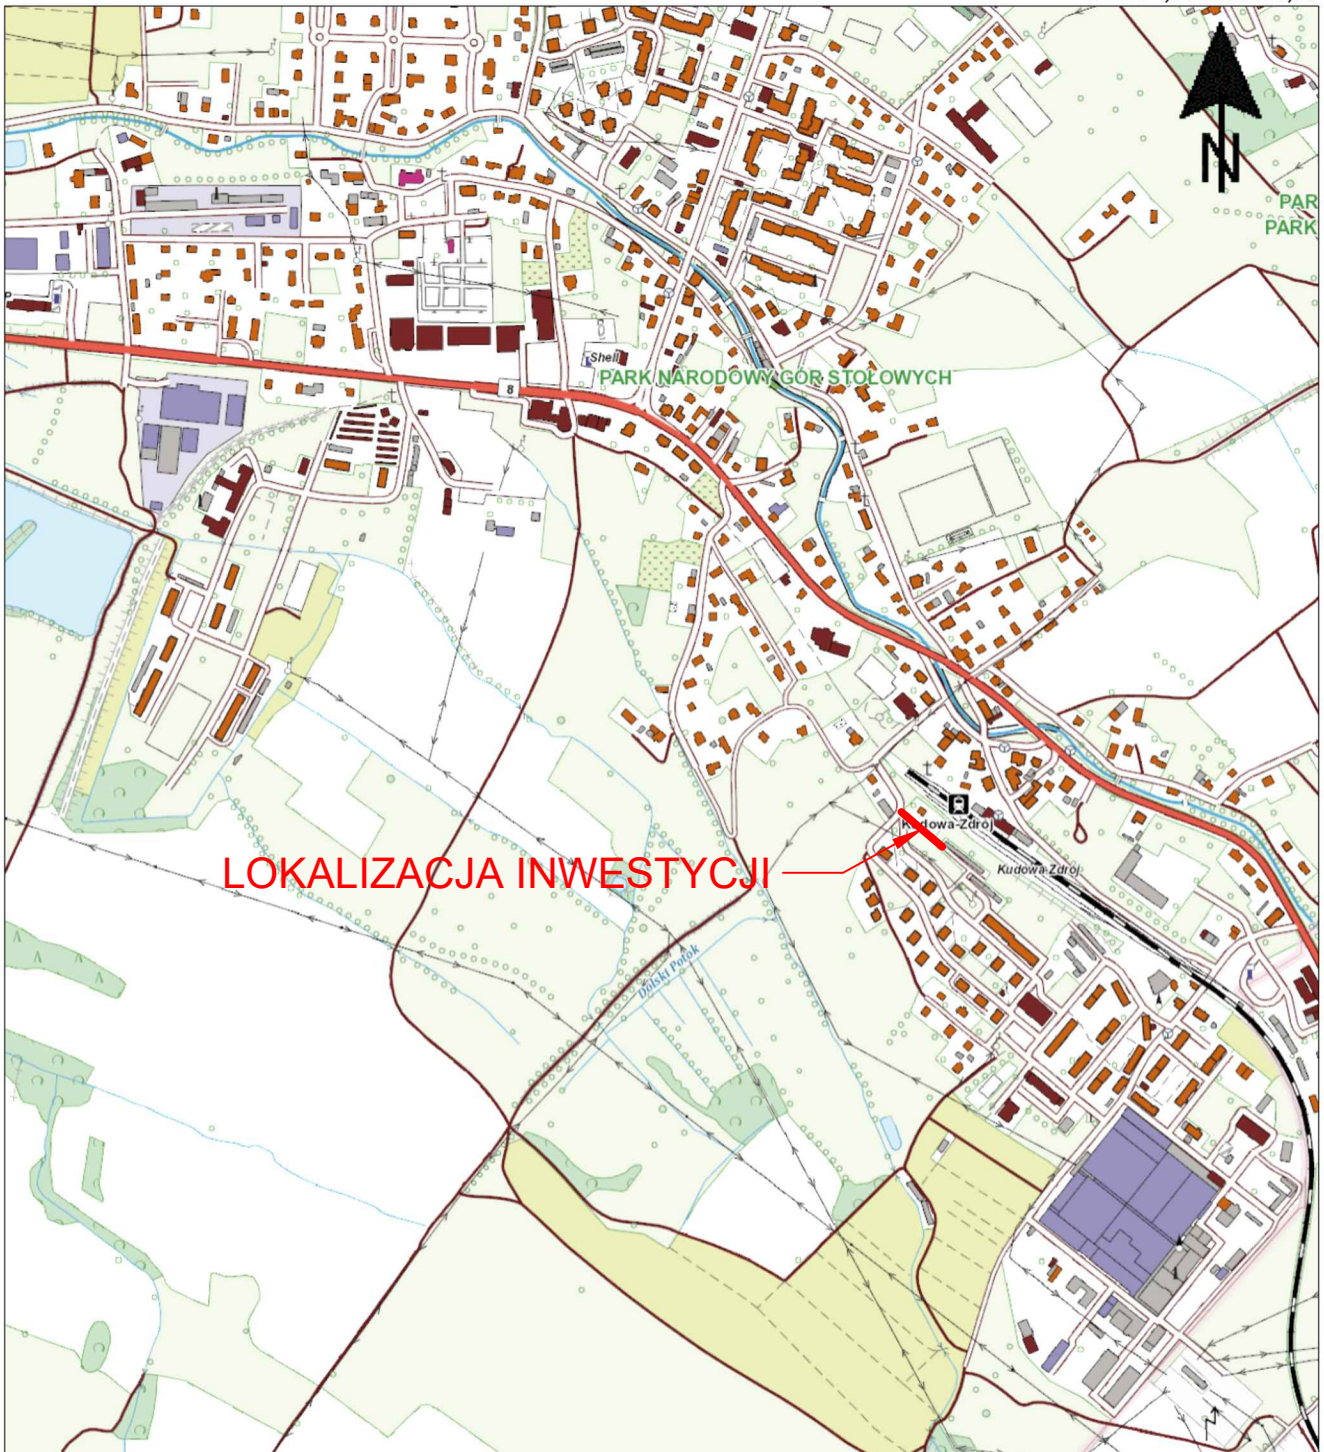 N
PAR
PARK
Shell
PARK NARODOWY GÓR STOŁOWYCH
8
Kudowa-Zdrój
LOKALIZACJA INWESTYCJI
Kudowa-Zdrój
Dolski Potok